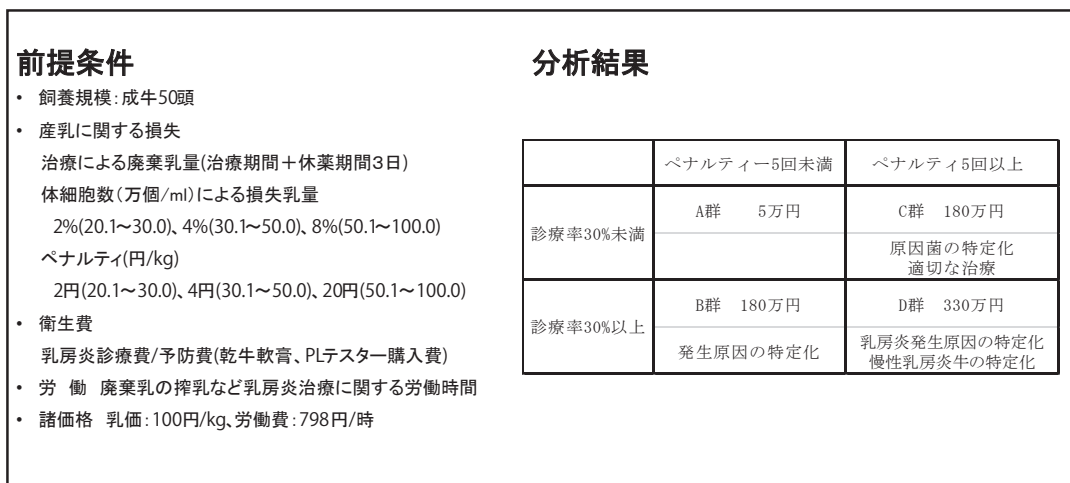 前提条件
• 飼養規模：成牛50頭
• 産乳に関する損失
治療による廃棄乳量(治療期間＋休薬期間３日)
体細胞数（万個/ml）による損失乳量
2%(20.1～30.0)、4%(30.1～50.0)、8%(50.1～100.0)
ペナルティ(円/kg)
2円(20.1～30.0)、4円(30.1～50.0)、20円(50.1～100.0)
• 衛生費
乳房炎診療費/予防費(乾牛軟膏、PLテスター購入費)
• 労　働　廃棄乳の搾乳など乳房炎治療に関する労働時間
• 諸価格　乳価：100円/kg、労働費：798円/時
分析結果
ペナルティー5回未満　ペナルティ5回以上
診療率30%未満　A群　5万円　C群　180万円
原因菌の特定化
適切な治療
診療率30%以上　B群　180万円　D群　330万円
発生原因の特定化　乳房炎発生原因の特定化
慢性乳房炎牛の特定化